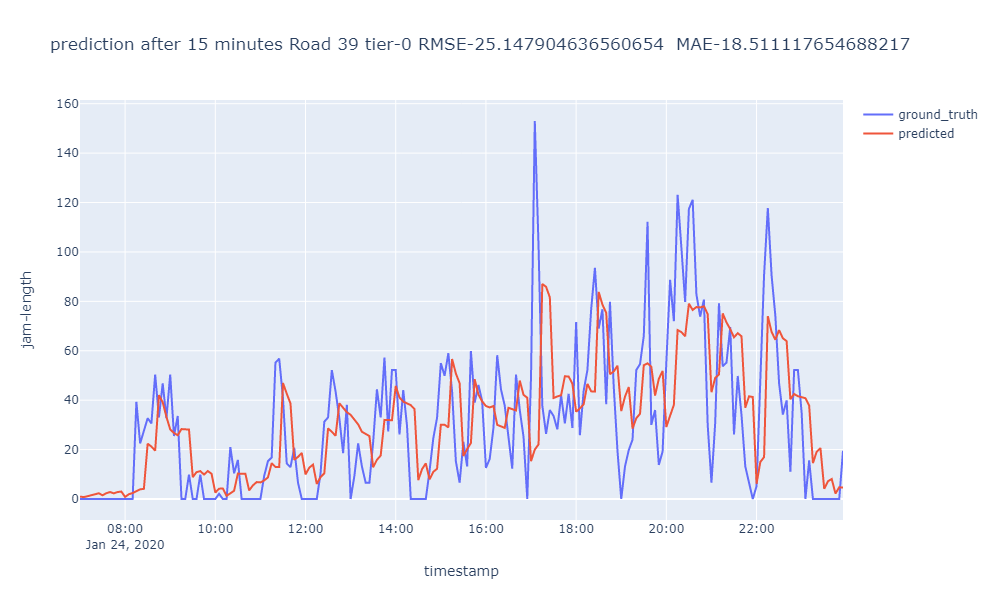 prediction after 15 minutes Road 39 tier-0 RMSE-25.147904636560654  MAE-18.511117654688217
ground_truth
predicted
160
140
120
100
80
60
40
20
0
jam-length
08:00 10:00 12:00 14:00 16:00 18:00 20:00 22:00
Jan 24, 2020
timestamp